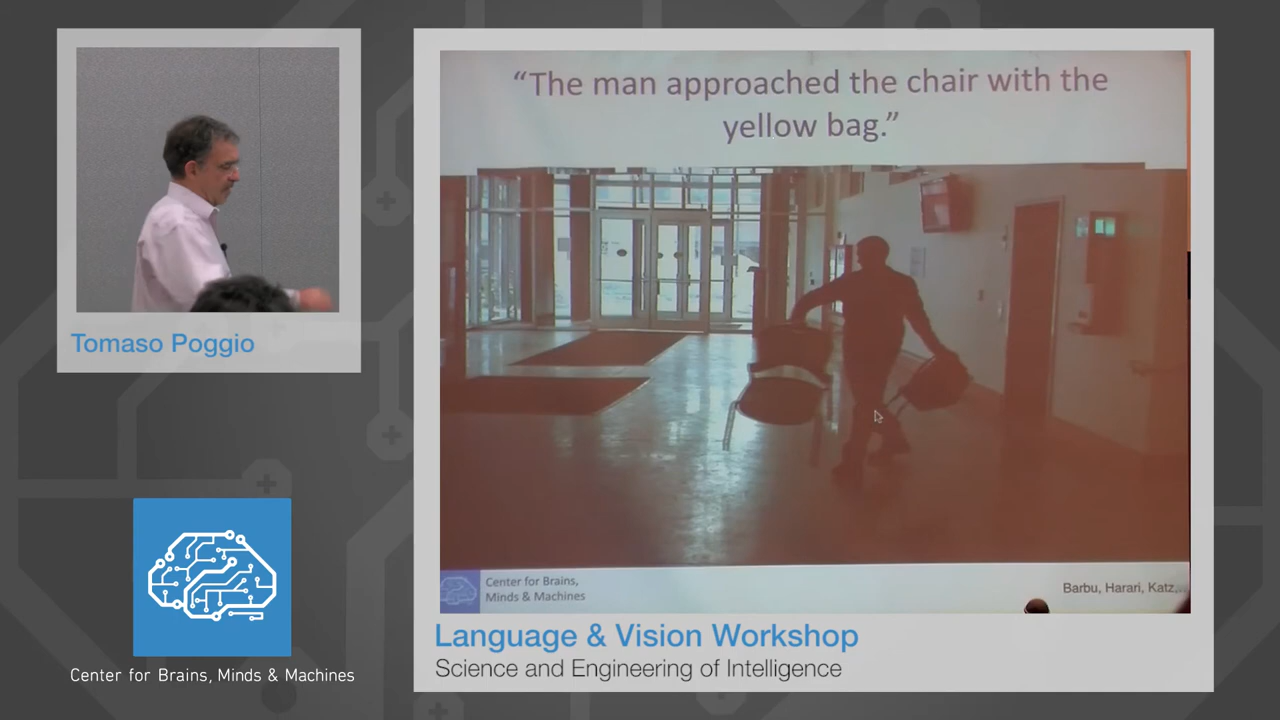 “The man approached the chair with the
yellow bag.”
Tomaso Poggio
Center for Brains,
Minds & Machines
Barbu, Harari, Katz,
Language & Vision Workshop
Science and Engineering of Intelligence
Center for Brains, Minds & Machines